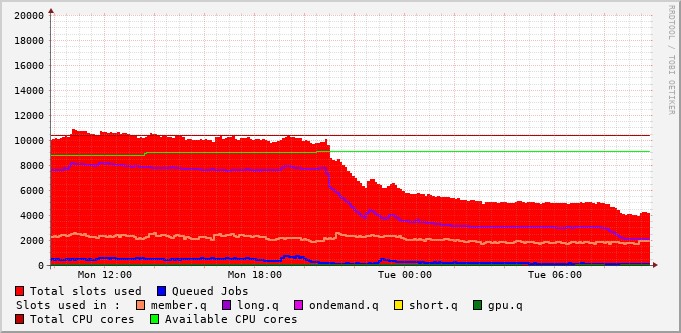 20000
18000
16000
14000
12000
10000
8000
6000
4000
2000
0
Mon 12:00 Mon 18:00 Tue 00:00 Tue 06:00
Total slots used Queued Jobs
Slots used in : member.q long.q ondemand.q short.q gpu.q
Total CPU cores Available CPU cores
RRDTOOL / TOBI OETIKER